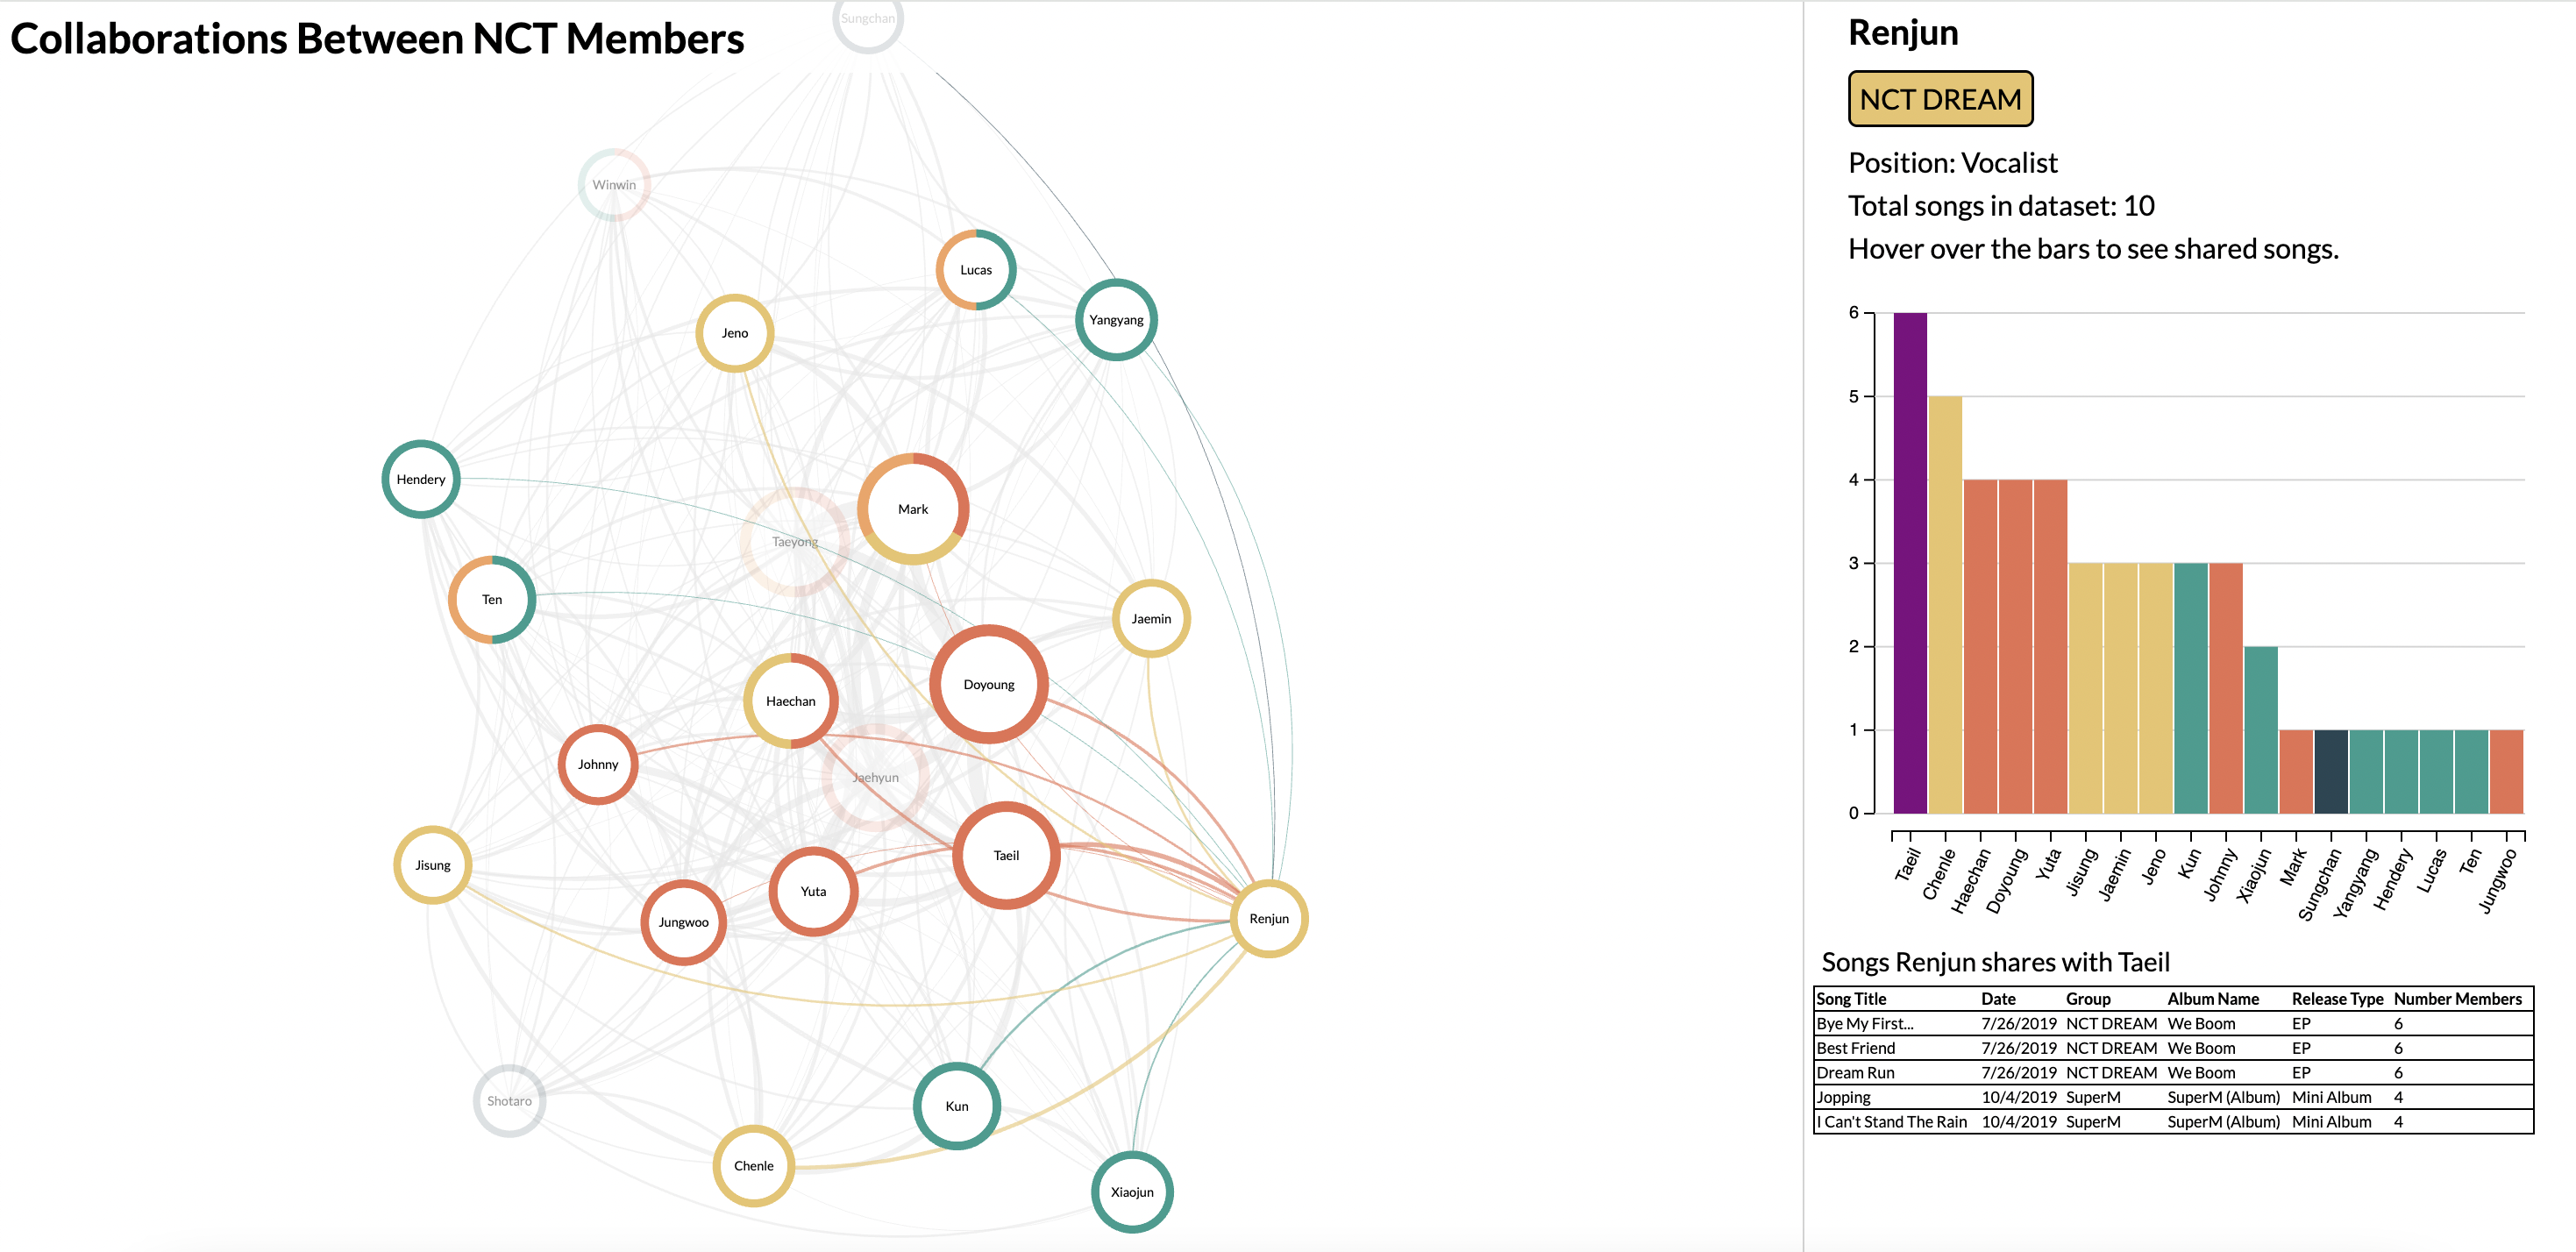 Collaborations Between NCT Members
Sungchan
Winwin
Lucas
Yangyang
Jeno
Hendery
Mark
Taeyong
Ten
Jaemin
Doyoung
Haechan
Johnny
Jaehyun
Taeil
Jisung
Yuta
Jungwoo
Renjun
Shotaro
Kun
Chenle
Xiaojun
Renjun
NCT DREAM
Position: Vocalist
Total songs in dataset: 10
Hover over the bars to see shared songs.
6
5
4
3
2
1
0
Taeil Chenle Haechan Doyoung Yuta Jisung Jaemin Jeno Kun Johnny Xiaojun Mark Sungchan Yangyang Hendery Lucas Ten Jungwoo
Songs Renjun shares with Taeil
Song Title Date Group Album Name Release Type Number Members
Bye My First... 7/26/2019 NCT DREAM We Boom EP 6
Best Friend 7/26/2019 NCT DREAM We Boom EP 6
Dream Run 7/26/2019 NCT DREAM We Boom EP 6
Jopping 10/4/2019 SuperM SuperM (Album) Mini Album 4
I Can't Stand The Rain 10/4/2019 SuperM SuperM (Album) Mini Album 4